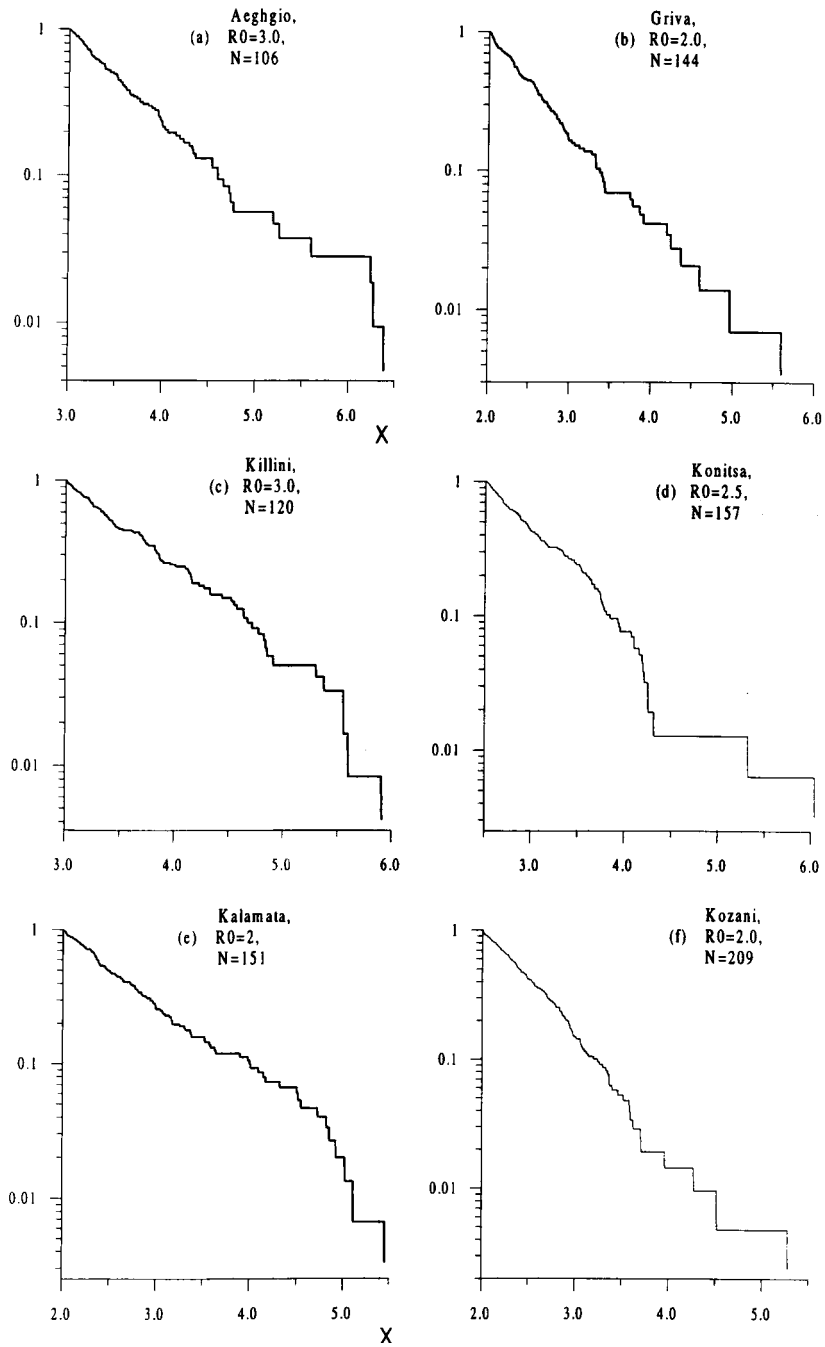 Aeghgio,
(a) R0=3.0,
N=106
1
0.1
0.01
3.0 4.0 5.0 6.0
X
Griva,
(b) R0=2.0,
N=144
1
0.1
0.01
2.0 3.0 4.0 5.0 6.0
Killini,
(c) R0=3.0,
N=120
1
0.1
0.01
3.0 4.0 5.0 6.0
Konitsa,
(d) R0=2.5,
N=157
1
0.1
0.01
3.0 4.0 5.0 6.0
Kalamata,
(e) R0=2,
N=151
1
0.1
0.01
2.0 3.0 4.0 5.0
X
Kozani,
(f) R0=2.0,
N=209
1
0.1
0.01
2.0 3.0 4.0 5.0